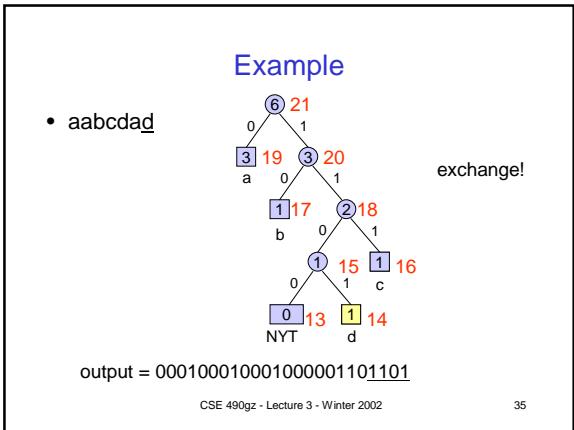 Example
• aabcdad
6 21
0 1
3 19 3 20
a 0 1
exchange!
1 17 2 18
b 0 1
1 15 1 16
c
0 1
0 13 1 14
NYT d
output = 0001000100010000011011101
CSE 490gz - Lecture 3 - Winter 2002 35